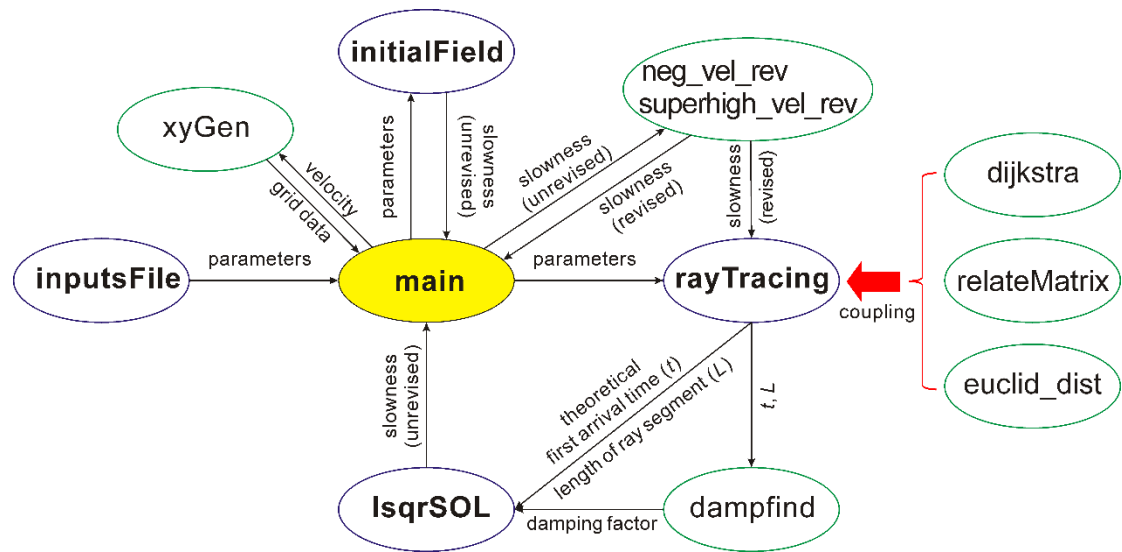 initialField
neg_vel_rev
superhigh_vel_rev
xyGen
velocity
grid data
parameters
slowness
(unrevised)
slowness
(unrevised)
slowness
(revised)
slowness
(revised)
dijkstra
inputsFile
parameters
main
parameters
rayTracing
coupling
relateMatrix
euclid_dist
slowness
(unrevised)
theoretical
first arrival time (t)
length of ray segment (L)
t, L
lsqrSOL
damping factor
dampfind